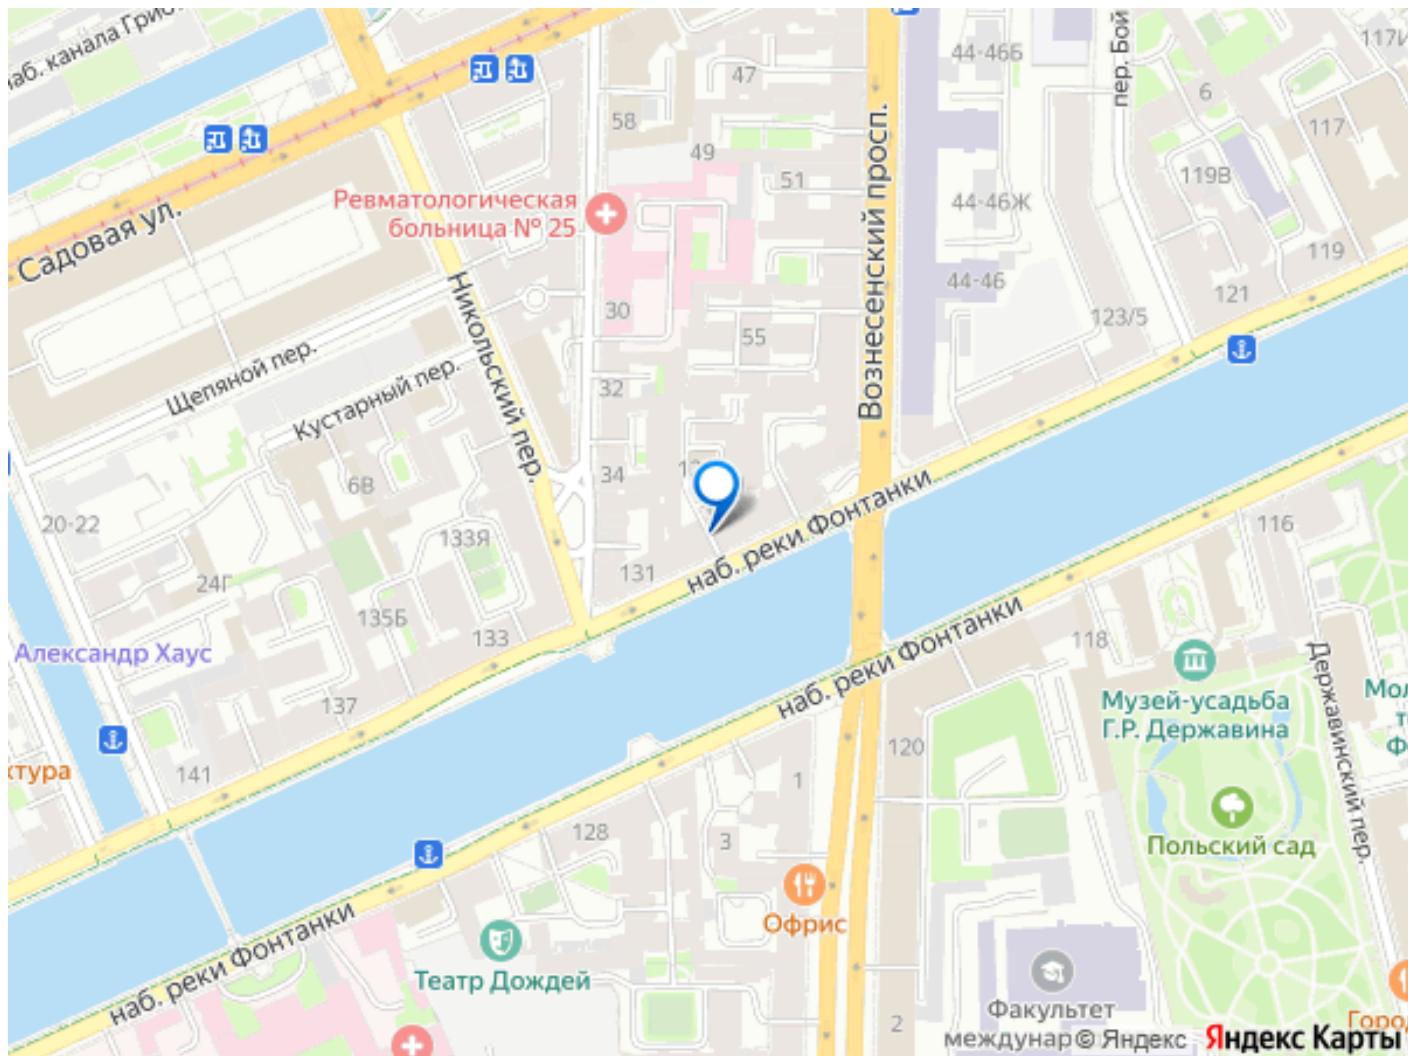 наб. канала Гриб
44-46Б
пер. Бой
117И
47
6
58
117
49
51
119В
Ревматологическая
больница № 25
44-46Ж
Садовая ул.
Вознесенский просп.
119
44-46
121
30
123/5
55
Никольский пер.
Щепяной пер.
Кустарный пер.
32
34
6В
наб. реки Фонтанки
20-22
116
133Я
131
24Г
135Б
наб. реки Фонтанки
133
118
Александр Хаус
Державинский пер.
Музей-усадьба
Г.Р. Державина
Мол
т
Ф
137
120
ктура
141
1
128
3
Польский сад
Офрис
наб. реки Фонтанки
Театр Дождей
Факультет
междунар
2
Горо
© Яндекс
Яндекс Карты